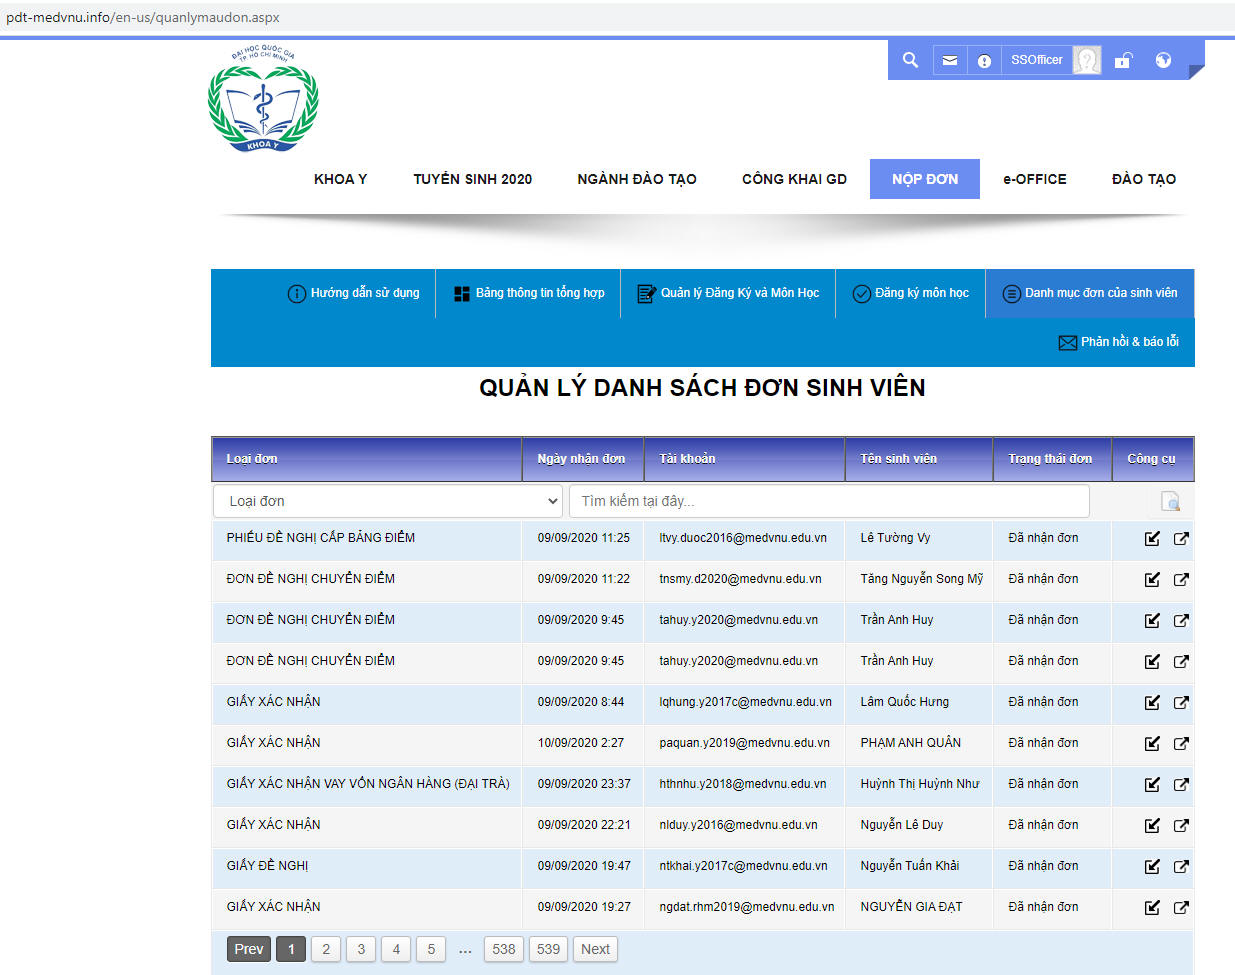 pdt-medvnu.info/en-us/quanlymaudon.aspx
ĐẠI HỌC QUỐC GIA
TP. HỒ CHÍ MINH
KHOA Y
SSOfficer
KHOA Y TUYỂN SINH 2020 NGÀNH ĐÀO TẠO CÔNG KHAI GD NỘP ĐƠN e-OFFICE ĐÀO TẠO
Hướng dẫn sử dụng Bảng thông tin tổng hợp Quản lý Đăng Ký và Môn Học Đăng ký môn học Danh mục đơn của sinh viên
Phản hồi & báo lỗi
QUẢN LÝ DANH SÁCH ĐƠN SINH VIÊN
Loại đơn Ngày nhận đơn Tài khoản Tên sinh viên Trạng thái đơn Công cụ
Loại đơn Tìm kiếm tại đây...
PHIẾU ĐỀ NGHỊ CẤP BẢNG ĐIỂM 09/09/2020 11:25 ltvy.duoc2016@medvnu.edu.vn Lê Tường Vy Đã nhận đơn
ĐƠN ĐỀ NGHỊ CHUYỂN ĐIỂM 09/09/2020 11:22 tnsmy.d2020@medvnu.edu.vn Tăng Nguyễn Song Mỹ Đã nhận đơn
ĐƠN ĐỀ NGHỊ CHUYỂN ĐIỂM 09/09/2020 9:45 tahuy.y2020@medvnu.edu.vn Trần Anh Huy Đã nhận đơn
ĐƠN ĐỀ NGHỊ CHUYỂN ĐIỂM 09/09/2020 9:45 tahuy.y2020@medvnu.edu.vn Trần Anh Huy Đã nhận đơn
GIẤY XÁC NHẬN 09/09/2020 8:44 lqhung.y2017c@medvnu.edu.vn Lâm Quốc Hưng Đã nhận đơn
GIẤY XÁC NHẬN 10/09/2020 2:27 paquan.y2019@medvnu.edu.vn PHẠM ANH QUÂN Đã nhận đơn
GIẤY XÁC NHẬN VAY VỐN NGÂN HÀNG (ĐẠI TRÀ) 09/09/2020 23:37 hthnhu.y2018@medvnu.edu.vn Huỳnh Thị Huỳnh Như Đã nhận đơn
GIẤY XÁC NHẬN 09/09/2020 22:21 nlduy.y2016@medvnu.edu.vn Nguyễn Lê Duy Đã nhận đơn
GIẤY ĐỀ NGHỊ 09/09/2020 19:47 ntkhai.y2017c@medvnu.edu.vn Nguyễn Tuấn Khải Đã nhận đơn
GIẤY XÁC NHẬN 09/09/2020 19:27 ngdat.rhm2019@medvnu.edu.vn NGUYỄN GIA ĐẠT Đã nhận đơn
Prev 1 2 3 4 5 ... 538 539 Next